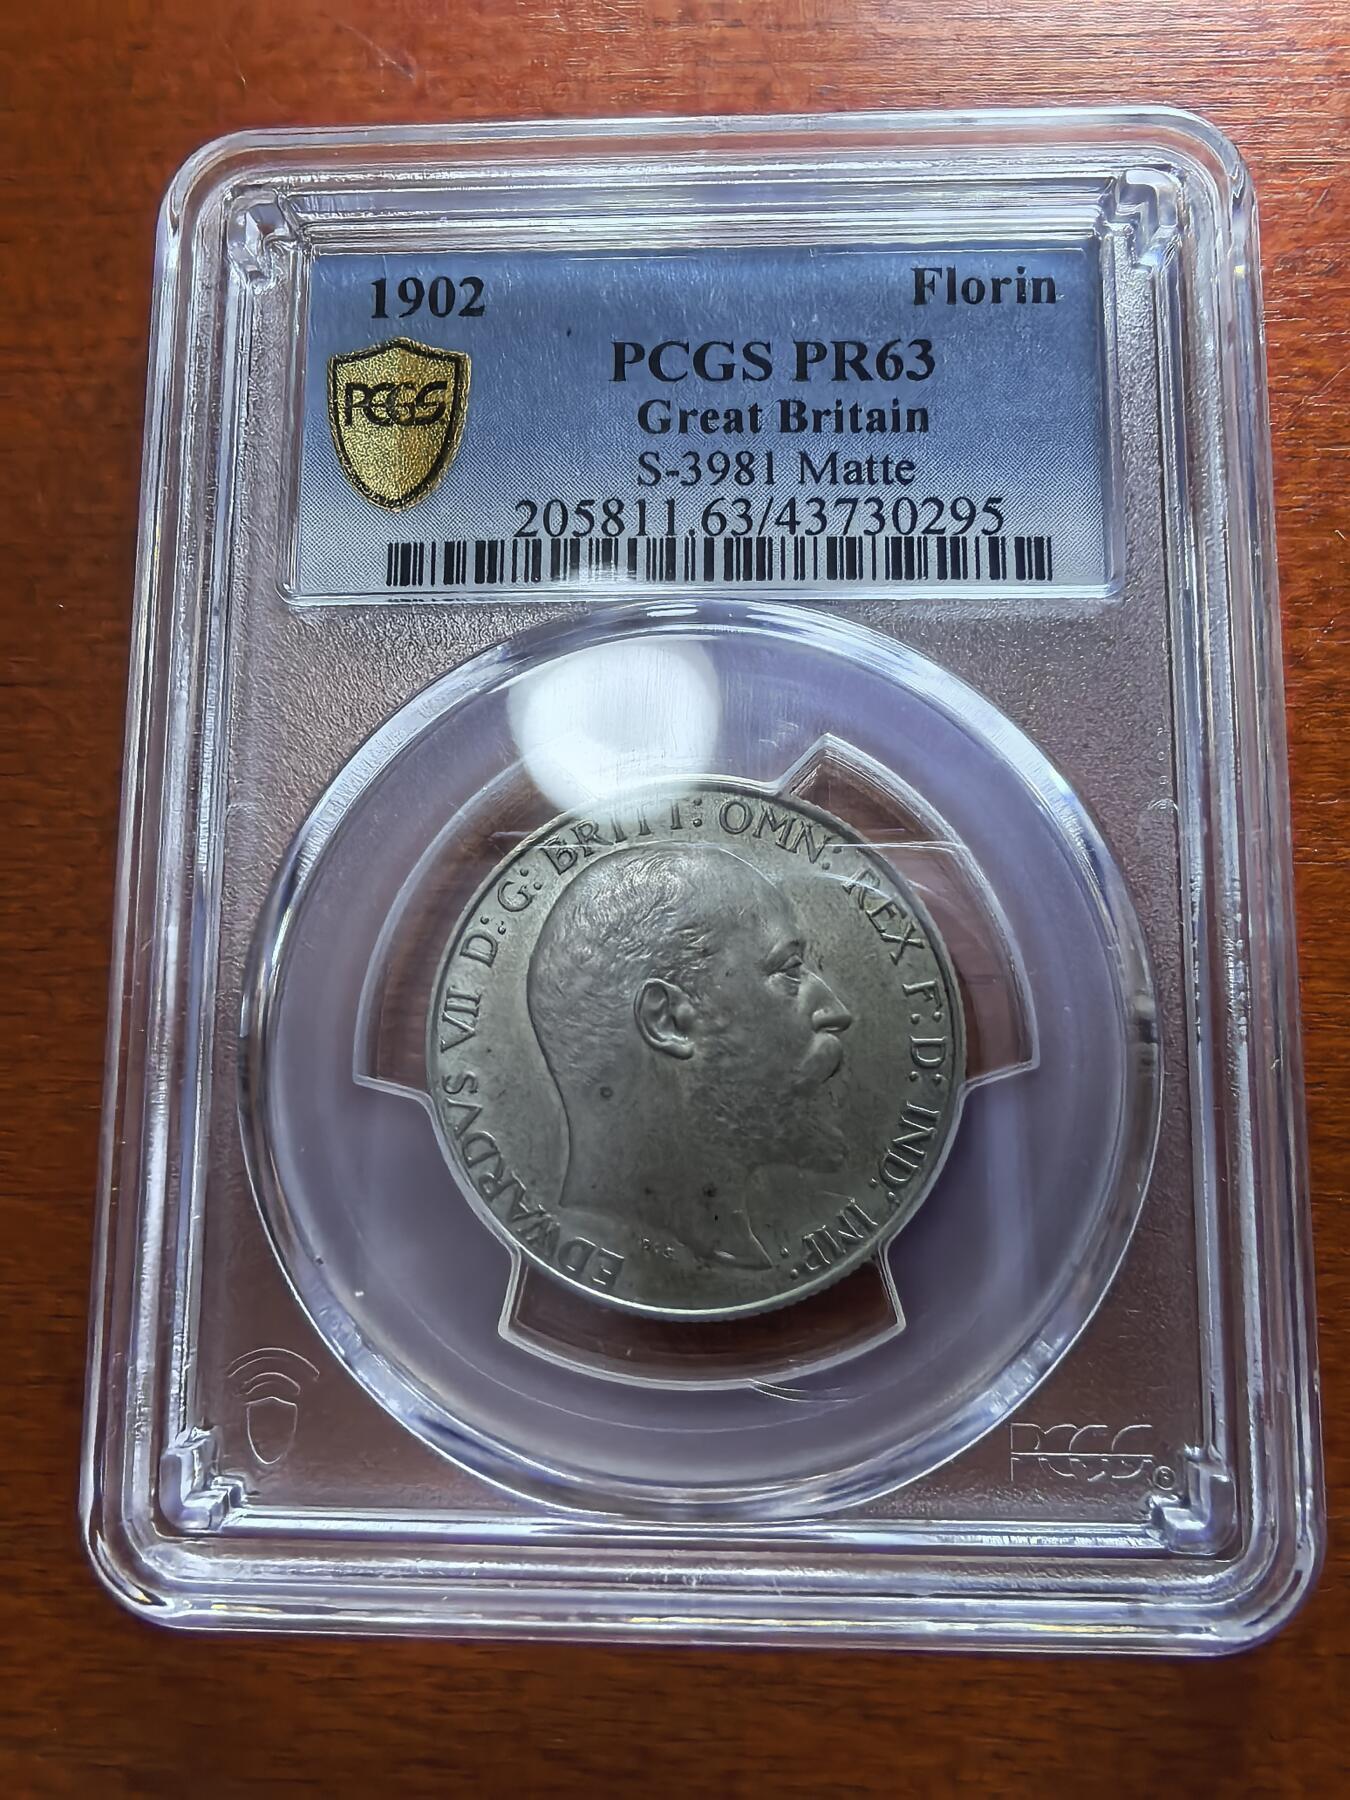 1902 Florin
PCGS PCGS PR63
Great Britain
S-3981 Matte
205811.63/43730295
EDWARDVS VII D: G: BRITT: OMN: REX F: D: IND: IMP:
PCGS